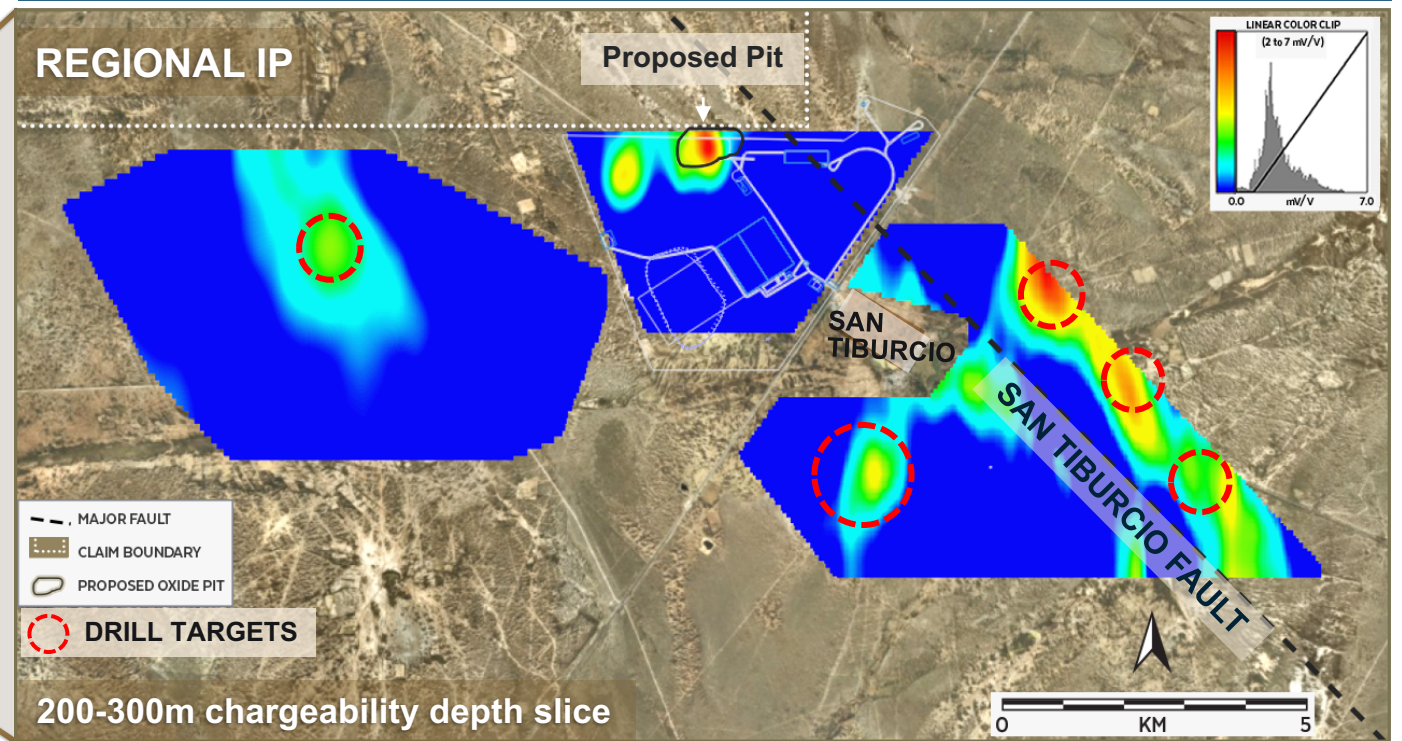 REGIONAL IP
Proposed Pit
LINEAR COLOR CLIP
(2 to 7 mV/V)
0.0
mV/V
7.0
SAN
TIBURCIO
SAN TIBURCIO FAULT
MAJOR FAULT
CLAIM BOUNDARY
PROPOSED OXIDE PIT
DRILL TARGETS
200-300m chargeability depth slice
0
KM
5